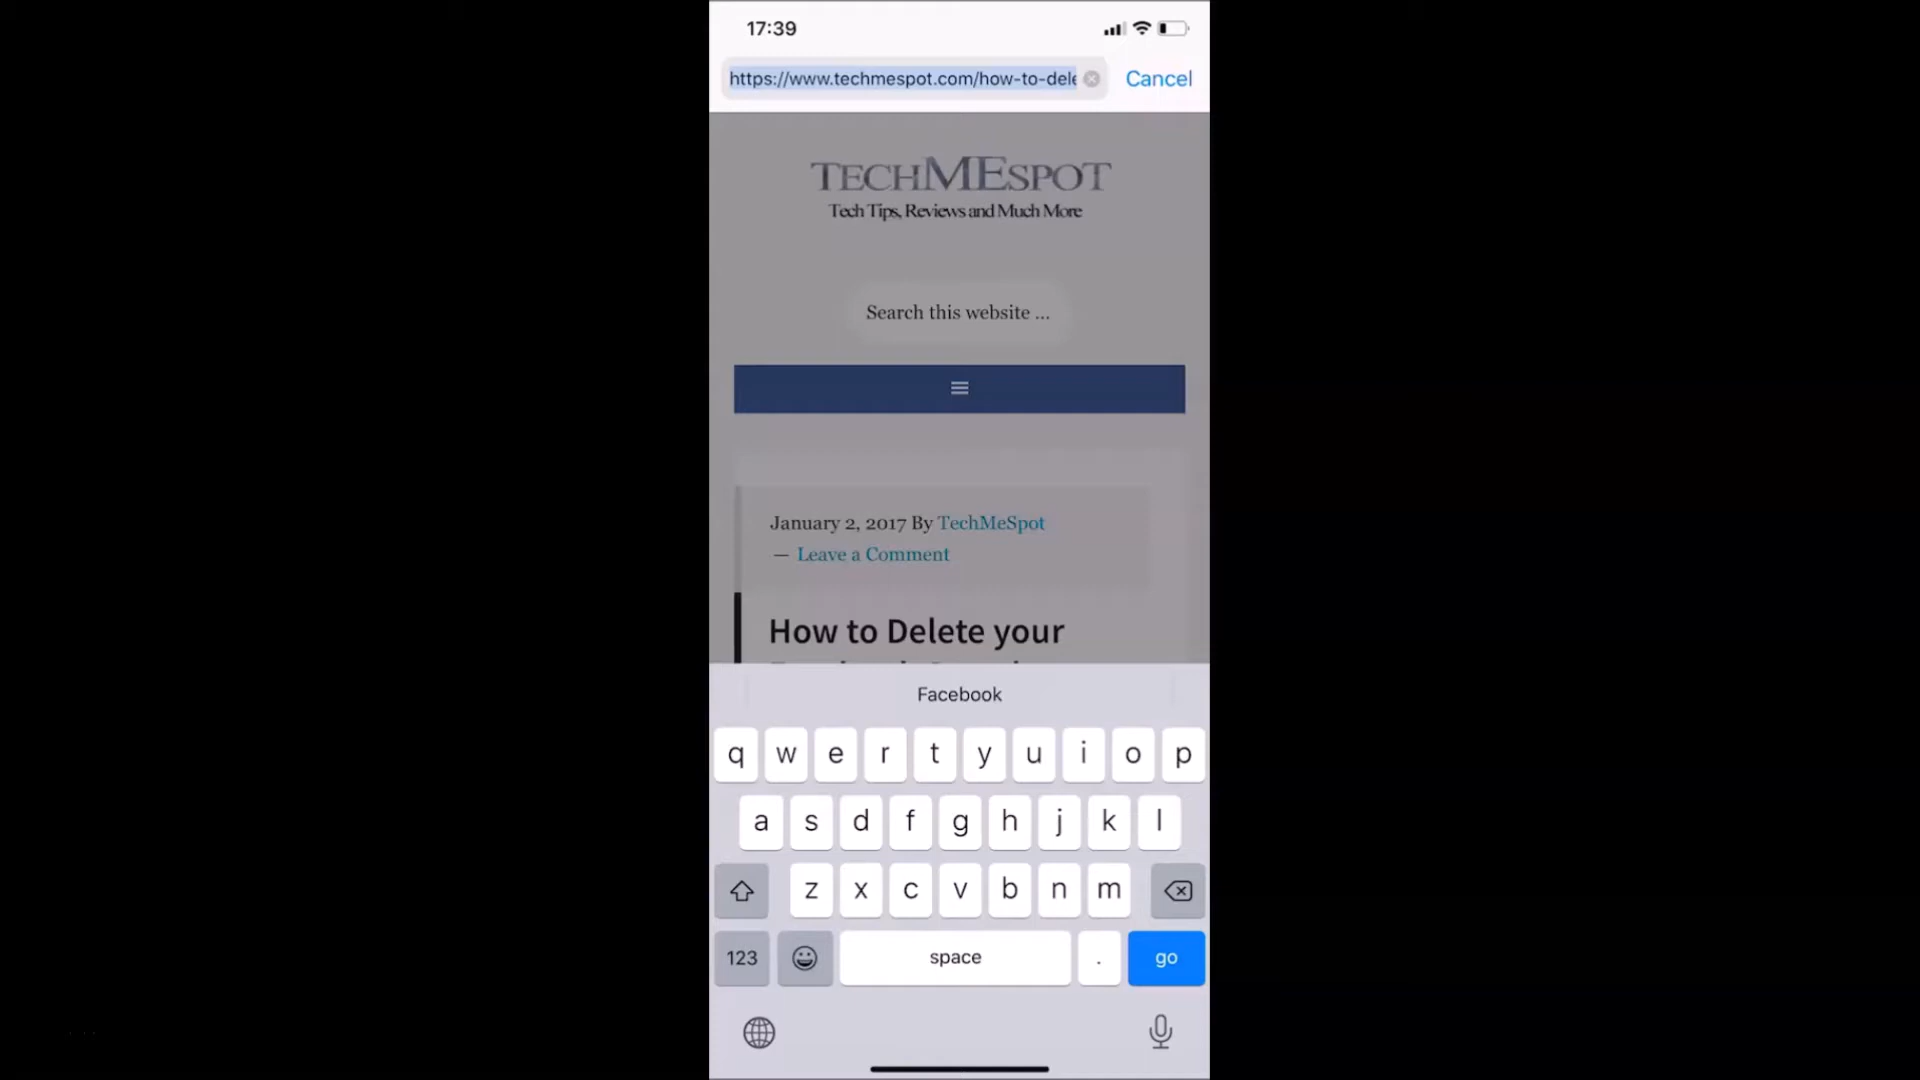 17:39
https://www.techmespot.com/how-to-dele
Cancel
TECHMESPOT
Tech Tips, Reviews and Much More
Search this website ...
January 2, 2017 By TechMeSpot
— Leave a Comment
How to Delete your
Facebook
q w e r t y u i o p
a s d f g h j k l
z x c v b n m
123 space . go